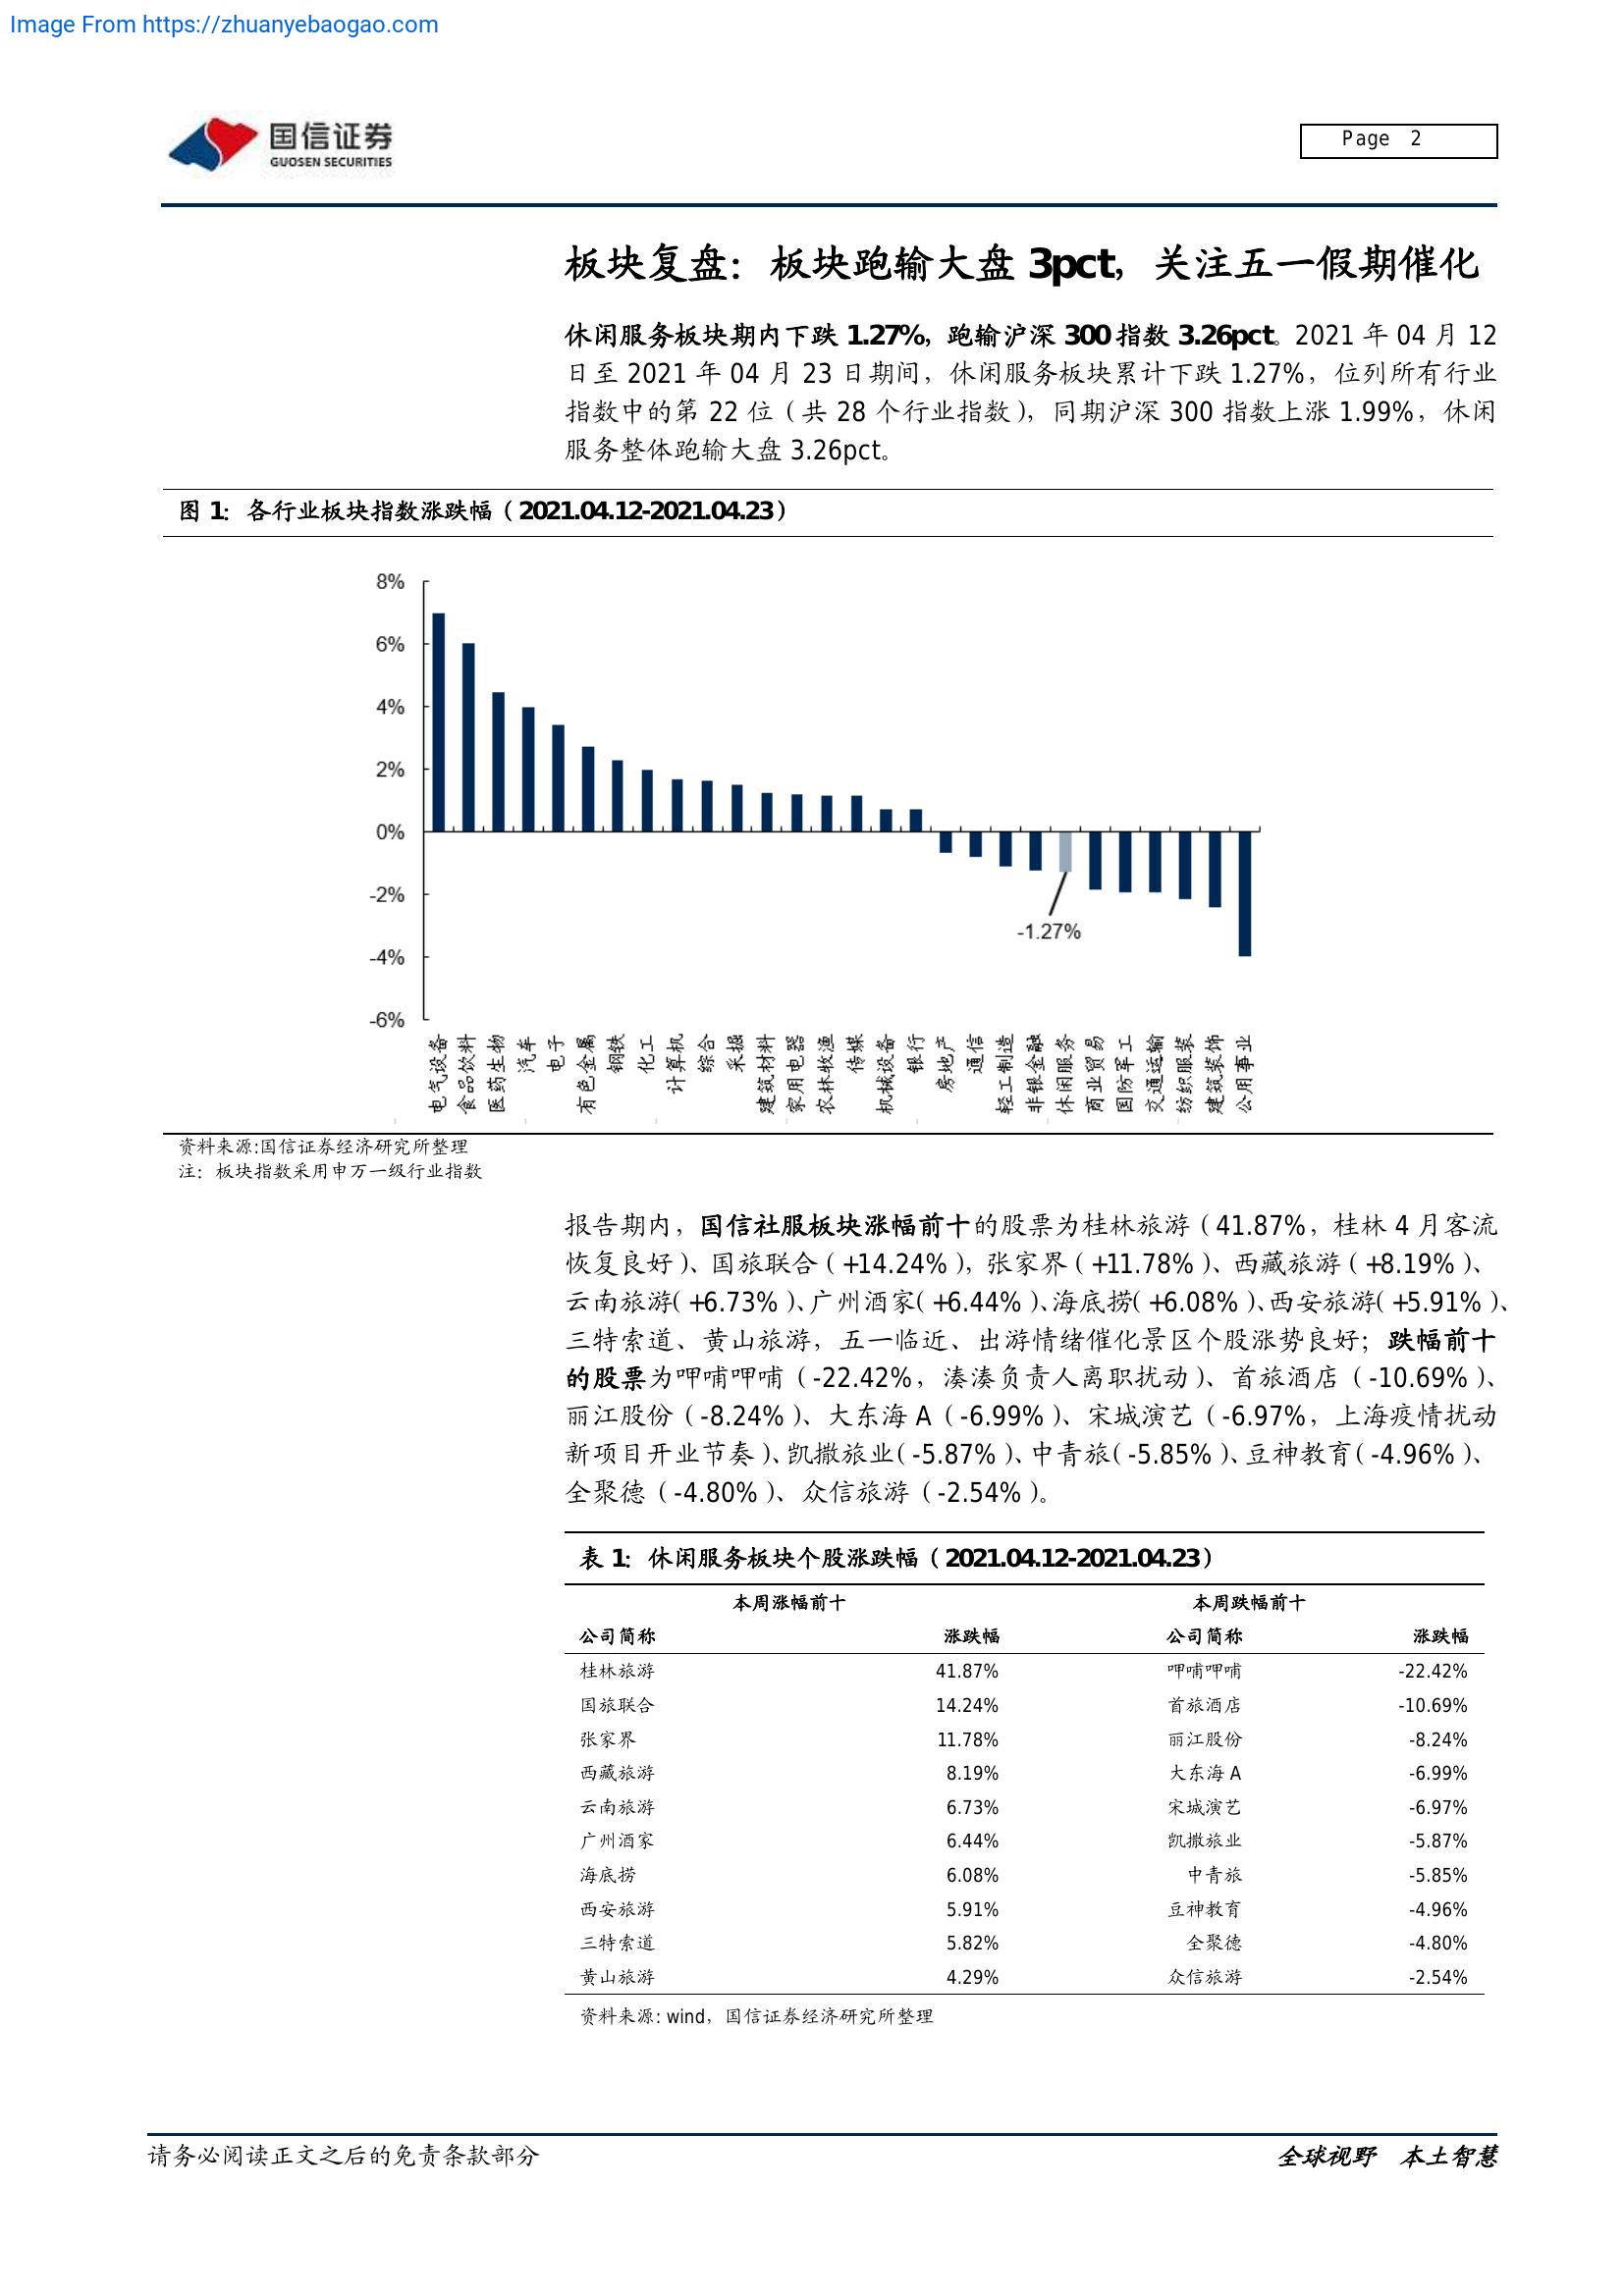 Image From https://zhuanyebaogao.com
国信证券
GUOSEN SECURITIES
Page 2
板块复盘：板块跑输大盘 3pct，关注五一假期催化
休闲服务板块期内下跌 1.27%，跑输沪深 300 指数 3.26pct。2021 年 04 月 12
日至 2021 年 04 月 23 日期间，休闲服务板块累计下跌 1.27%，位列所有行业
指数中的第 22 位（共 28 个行业指数），同期沪深 300 指数上涨 1.99%，休闲
服务整体跑输大盘 3.26pct。
图 1：各行业板块指数涨跌幅（2021.04.12-2021.04.23）
8%
6%
4%
2%
0%
-2%
-4%
-6%
-1.27%
电气设备
食品饮料
医药生物
汽车
电子
有色金属
钢铁
化工
计算机
综合
采掘
建筑材料
家用电器
农林牧渔
传媒
机械设备
银行
房地产
通信
轻工制造
非银金融
休闲服务
商业贸易
国防军工
交通运输
纺织服装
建筑装饰
公用事业
资料来源:国信证券经济研究所整理
注：板块指数采用申万一级行业指数
报告期内，国信社服板块涨幅前十的股票为桂林旅游（41.87%，桂林 4 月客流
恢复良好）、国旅联合（+14.24%），张家界（+11.78%）、西藏旅游（+8.19%）、
云南旅游（+6.73%）、广州酒家（+6.44%）、海底捞（+6.08%）、西安旅游（+5.91%）、
三特索道、黄山旅游，五一临近、出游情绪催化景区个股涨势良好；跌幅前十
的股票为呷哺呷哺（-22.42%，湊湊负责人离职扰动）、首旅酒店（-10.69%）、
丽江股份（-8.24%）、大东海 A（-6.99%）、宋城演艺（-6.97%，上海疫情扰动
新项目开业节奏）、凯撒旅业（-5.87%）、中青旅（-5.85%）、豆神教育（-4.96%）、
全聚德（-4.80%）、众信旅游（-2.54%）。
表 1：休闲服务板块个股涨跌幅（2021.04.12-2021.04.23）
本周涨幅前十 本周跌幅前十
公司简称 涨跌幅 公司简称 涨跌幅
桂林旅游 41.87% 呷哺呷哺 -22.42%
国旅联合 14.24% 首旅酒店 -10.69%
张家界 11.78% 丽江股份 -8.24%
西藏旅游 8.19% 大东海 A -6.99%
云南旅游 6.73% 宋城演艺 -6.97%
广州酒家 6.44% 凯撒旅业 -5.87%
海底捞 6.08% 中青旅 -5.85%
西安旅游 5.91% 豆神教育 -4.96%
三特索道 5.82% 全聚德 -4.80%
黄山旅游 4.29% 众信旅游 -2.54%
资料来源: wind，国信证券经济研究所整理
请务必阅读正文之后的免责条款部分
全球视野 本土智慧